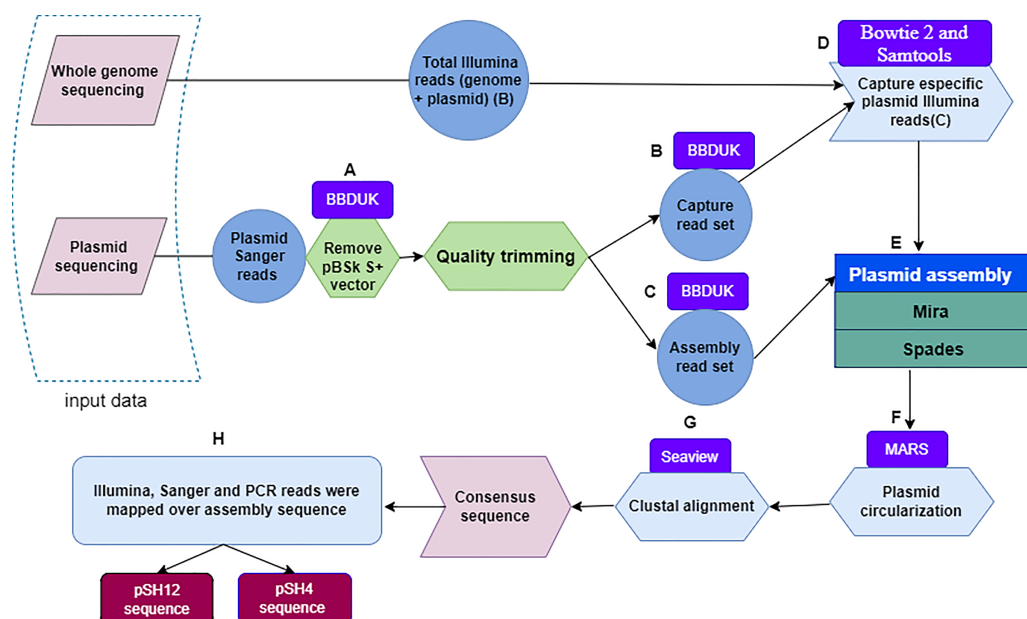 Whole genome
sequencing
Total Illumina
reads (genome
+ plasmid) (B)
D
Bowtie 2 and
Samtools
Capture especific
plasmid Illumina
reads(C)
Plasmid
sequencing
Plasmid
Sanger
reads
A
BBDUK
Remove
pBSk S+
vector
Quality trimming
B
BBDUK
Capture
read set
C
BBDUK
Assembly
read set
E
Plasmid assembly
Mira
Spades
input data
F
MARS
Plasmid
circularization
G
Seaview
Clustal alignment
Consensus
sequence
H
Illumina, Sanger and PCR reads were
mapped over assembly sequence
pSH12
sequence
pSH4
sequence